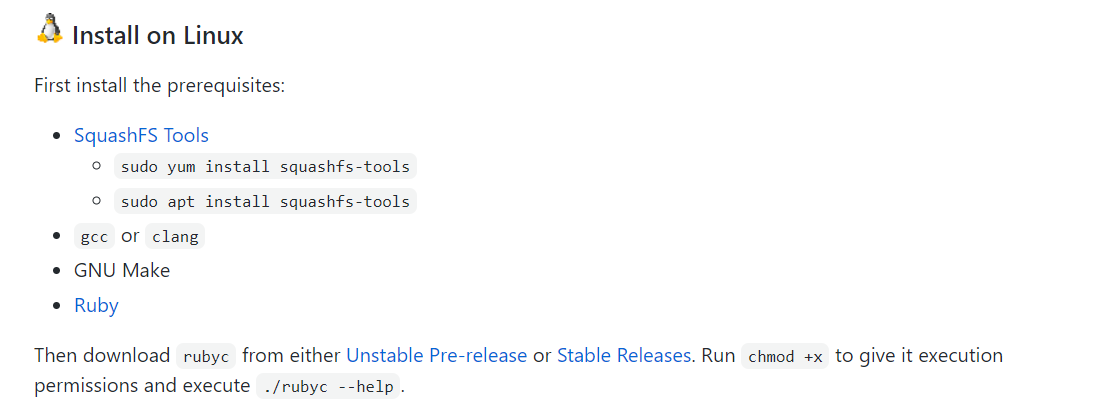 Install on Linux
First install the prerequisites:
SquashFS Tools
sudo yum install squashfs-tools
sudo apt install squashfs-tools
gcc or clang
GNU Make
Ruby
Then download rubyc from either Unstable Pre-release or Stable Releases. Run chmod +x to give it execution
permissions and execute ./rubyc --help.